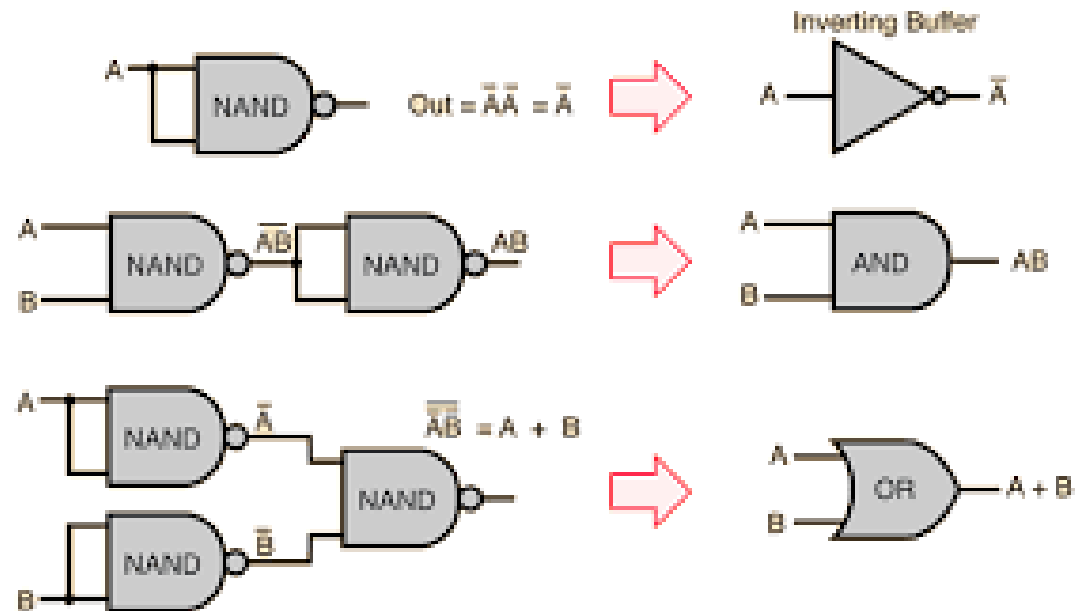 Inverting Buffer
A NAND Out = A̅A̅ = A̅ A A̅
A B NAND A̅B̅ NAND AB A B AND AB
A NAND A̅
B NAND B̅
NAND
A̅̅B̅̅ = A + B
A B OR A + B